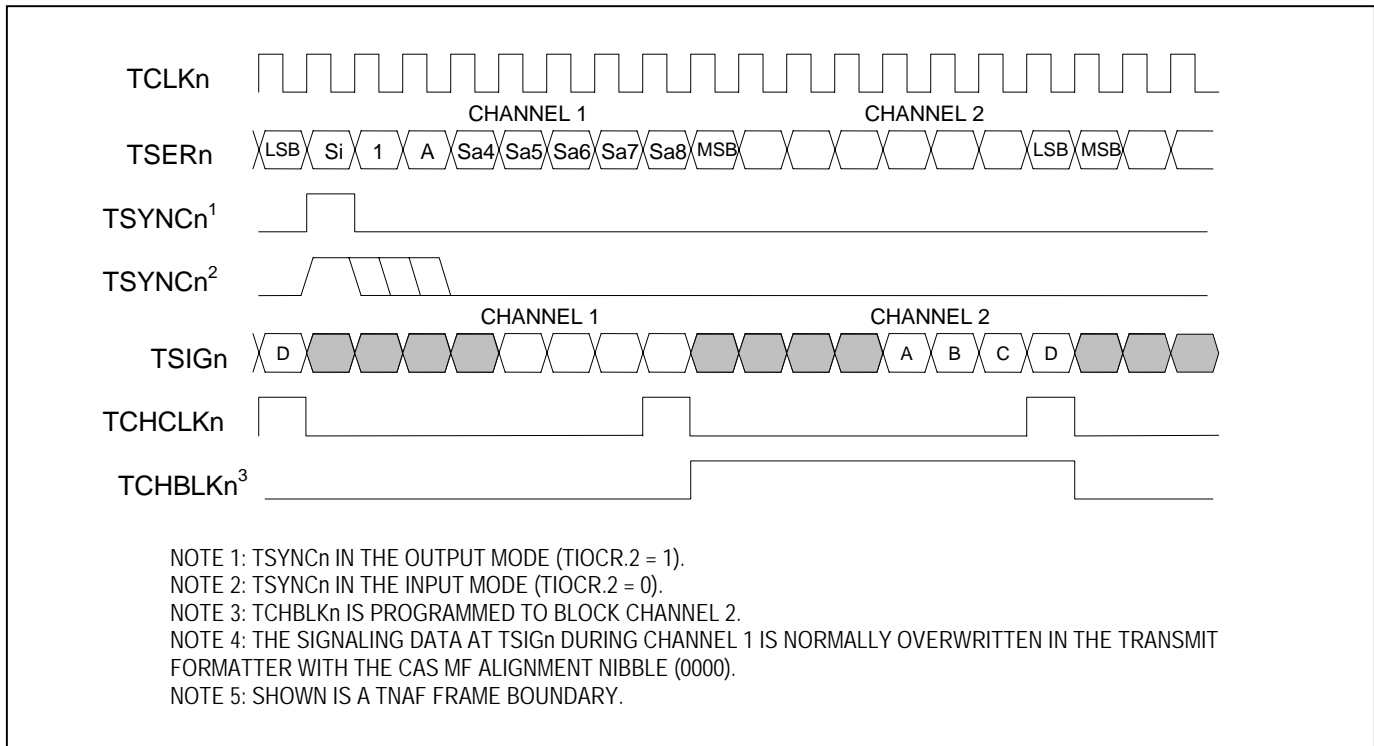 TCLKn
CHANNEL 1 CHANNEL 2
TSERn LSB Si 1 A Sa4 Sa5 Sa6 Sa7 Sa8 MSB LSB MSB
TSYNCn1
TSYNCn2
CHANNEL 1 CHANNEL 2
TSIGn D A B C D
TCHCLKn
TCHBLKn3
NOTE 1: TSYNCn IN THE OUTPUT MODE (TIOCR.2 = 1).
NOTE 2: TSYNCn IN THE INPUT MODE (TIOCR.2 = 0).
NOTE 3: TCHBLKn IS PROGRAMMED TO BLOCK CHANNEL 2.
NOTE 4: THE SIGNALING DATA AT TSIGn DURING CHANNEL 1 IS NORMALLY OVERWRITTEN IN THE TRANSMIT
FORMATTER WITH THE CAS MF ALIGNMENT NIBBLE (0000).
NOTE 5: SHOWN IS A TNAF FRAME BOUNDARY.